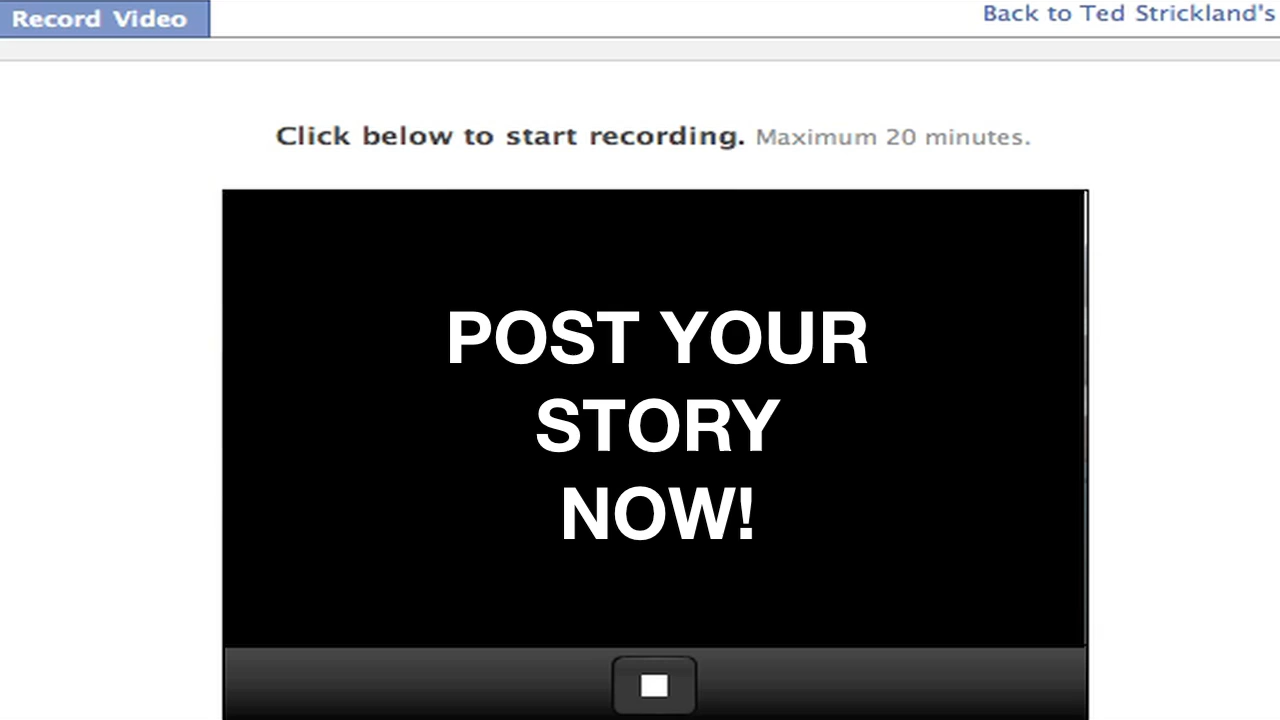 Record Video
Back to Ted Strickland's
Click below to start recording. Maximum 20 minutes.
POST YOUR
STORY
NOW!